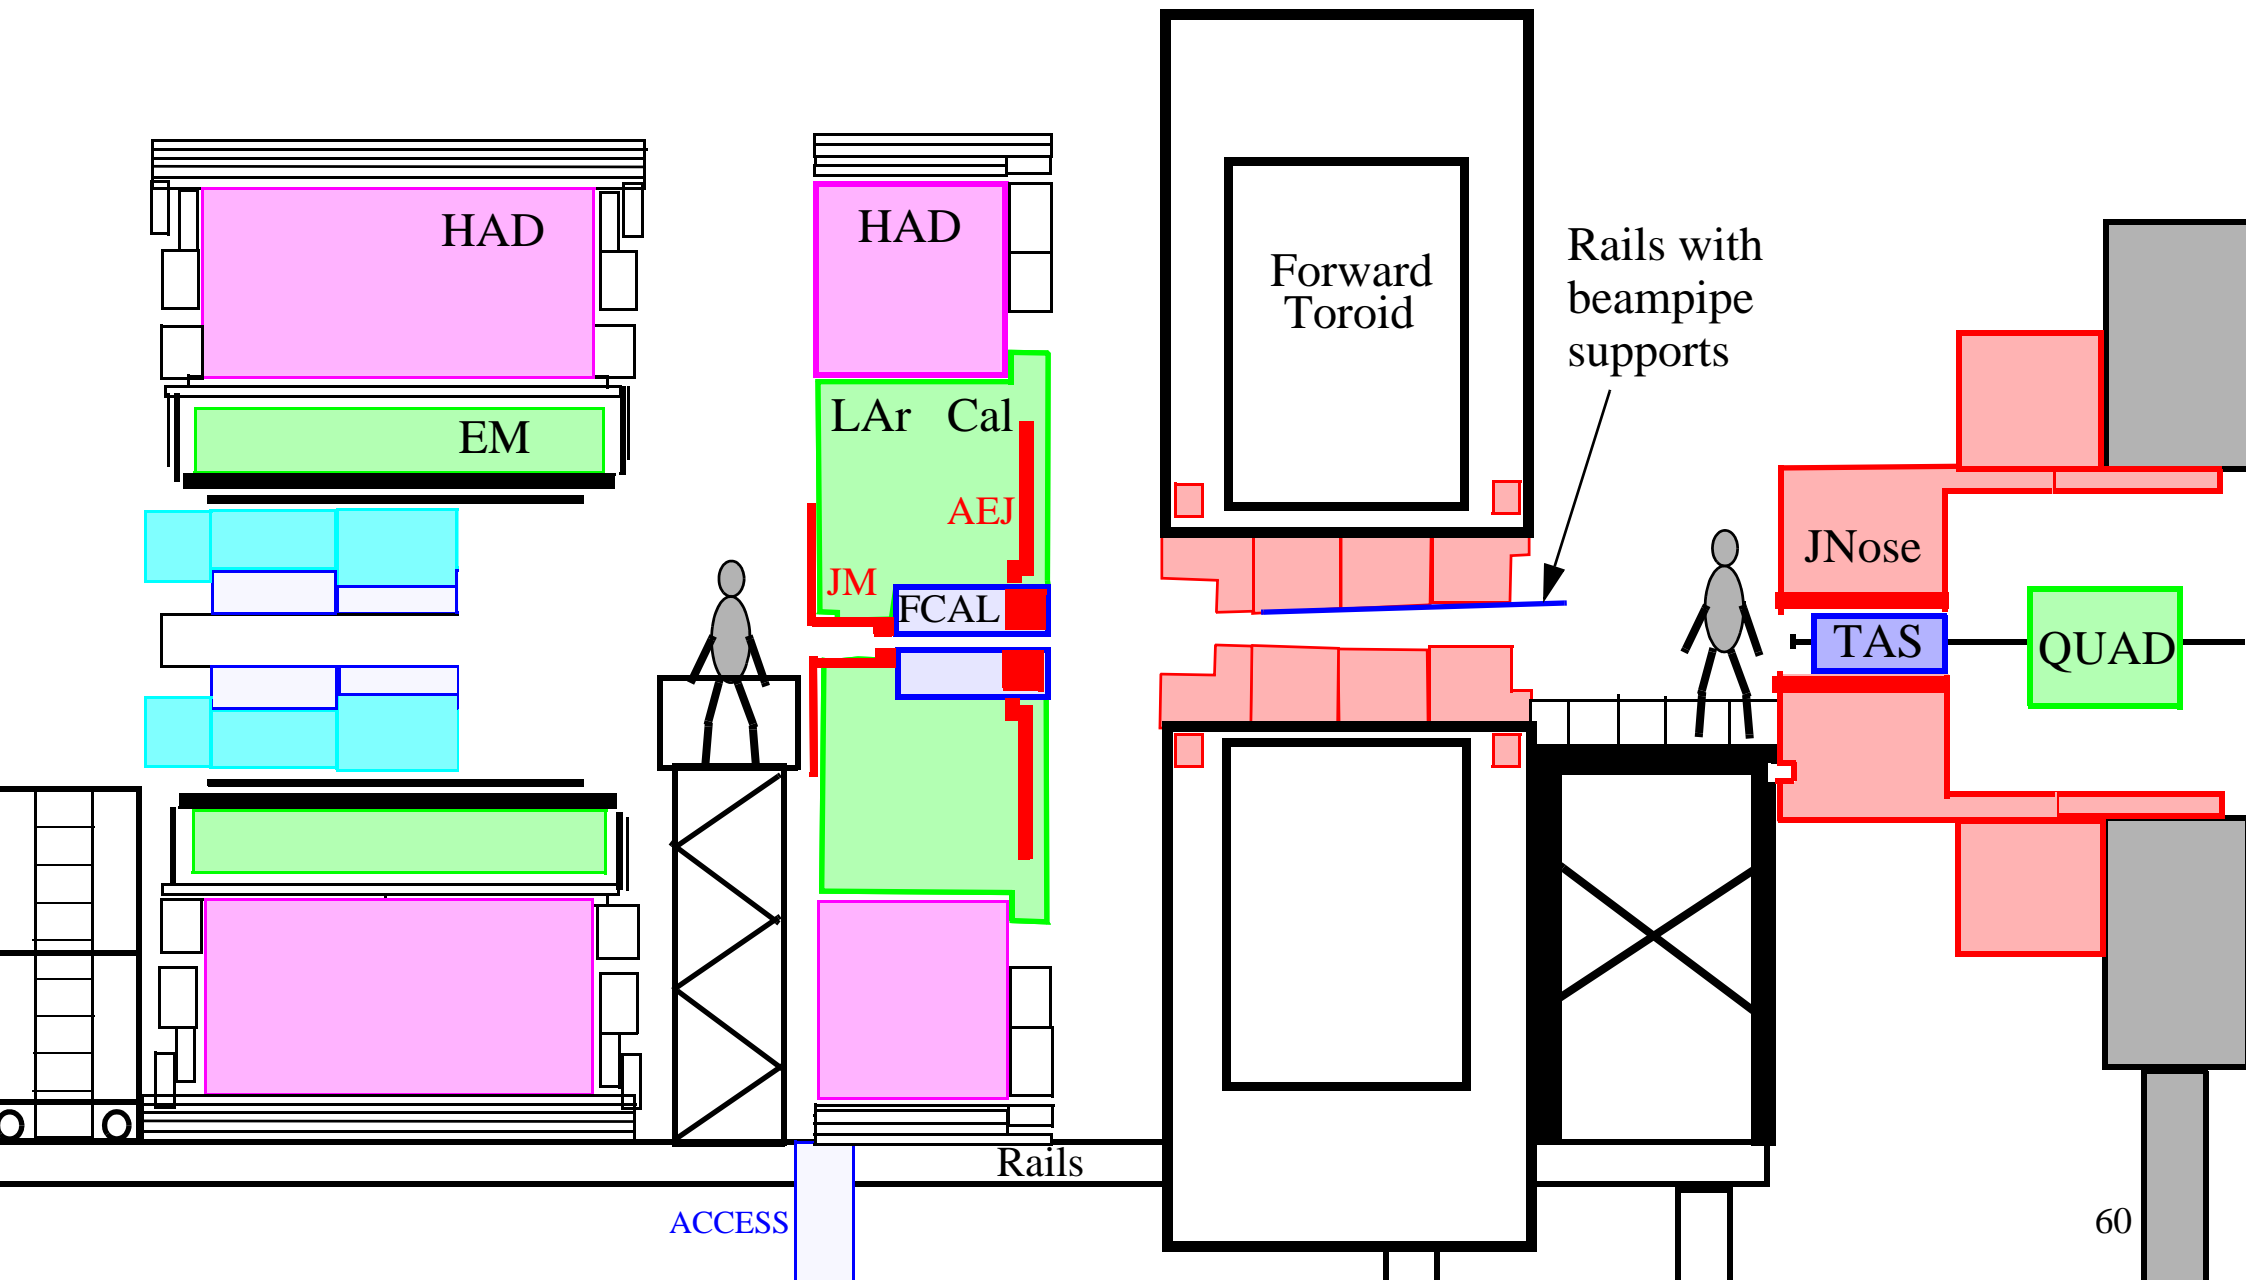 HAD
HAD
Forward
Toroid
Rails with
beampipe
supports
LAr Cal
EM
AEJ
JNose
JM
FCAL
TAS
QUAD
Rails
ACCESS
60